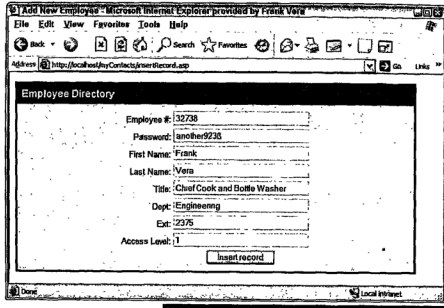 Add New Employee - Microsoft Internet Explorer provided by Frank Vera
File Edit View Favorites Tools Help
Back Search Favorites
Address http://localhost/myContacts/insertRecord.asp Go Links »
Employee Directory
Employee #: 32738
Password: another9238
First Name: Frank
Last Name: Vera
Title: Chief Cook and Bottle Washer
Dept: Engineering
Ext: 2375
Access Level: 1
Insert record
Done Local intranet